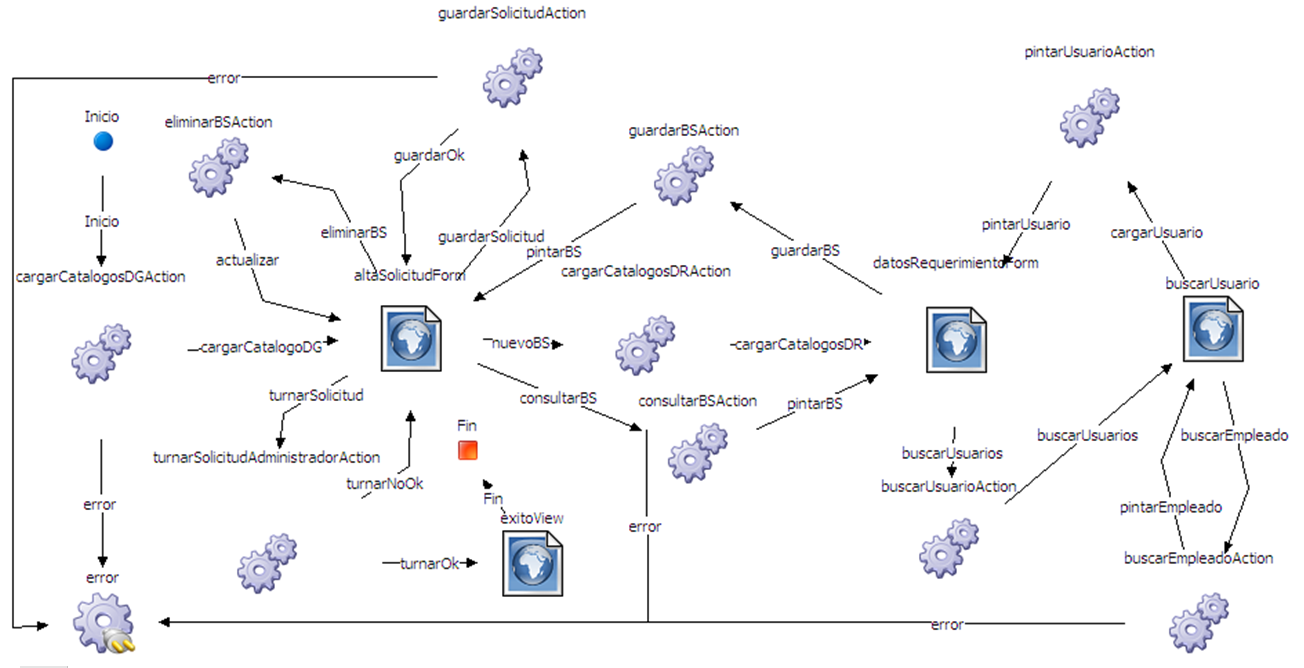 guardarSolicitudAction
pintarUsuarioAction
error
Inicio
eliminarBSAction
guardarBSAction
guardarOk
Inicio
eliminarBS
guardarSolicitud
pintarUsuario
cargarUsuario
actualizar
pintarBS
guardarBS
datosRequerimientoForm
cargarCatalogosDGAction
altaSolicitudForm
cargarCatalogosDRAction
buscarUsuario
cargarCatalogoDG
nuevoBS
cargarCatalogosDR
turnarSolicitud
consultarBS
consultarBSAction
pintarBS
Fin
buscarUsuarios
buscarEmpleado
turnarSolicitudAdministradorAction
buscarUsuarios
turnarNoOk
buscarUsuarioAction
error
Fin
exitoView
error
pintarEmpleado
turnarOk
buscarEmpleadoAction
error
error